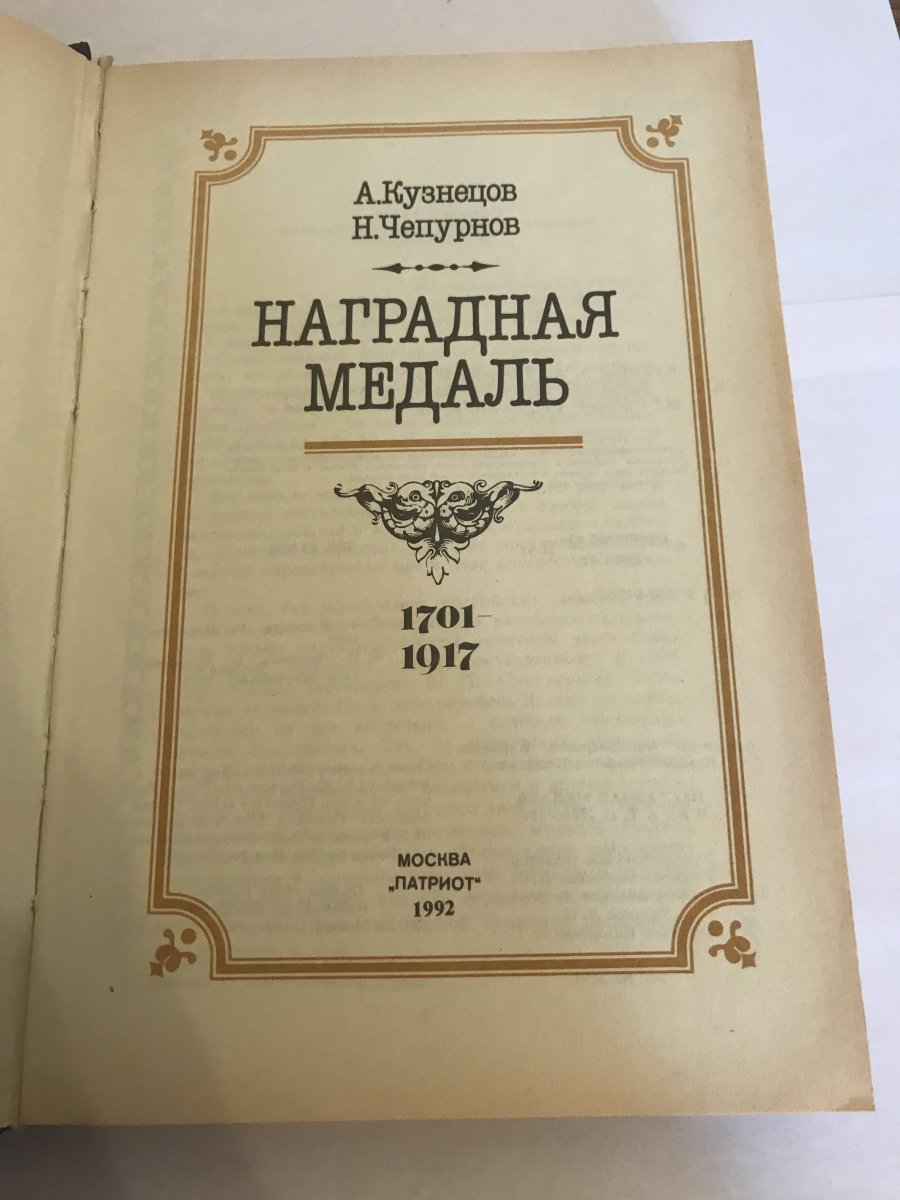 А.Кузнецов
Н.Чепурнов
НАГРАДНАЯ
МЕДАЛЬ
1701–
1917
МОСКВА
„ПАТРИОТ“
1992